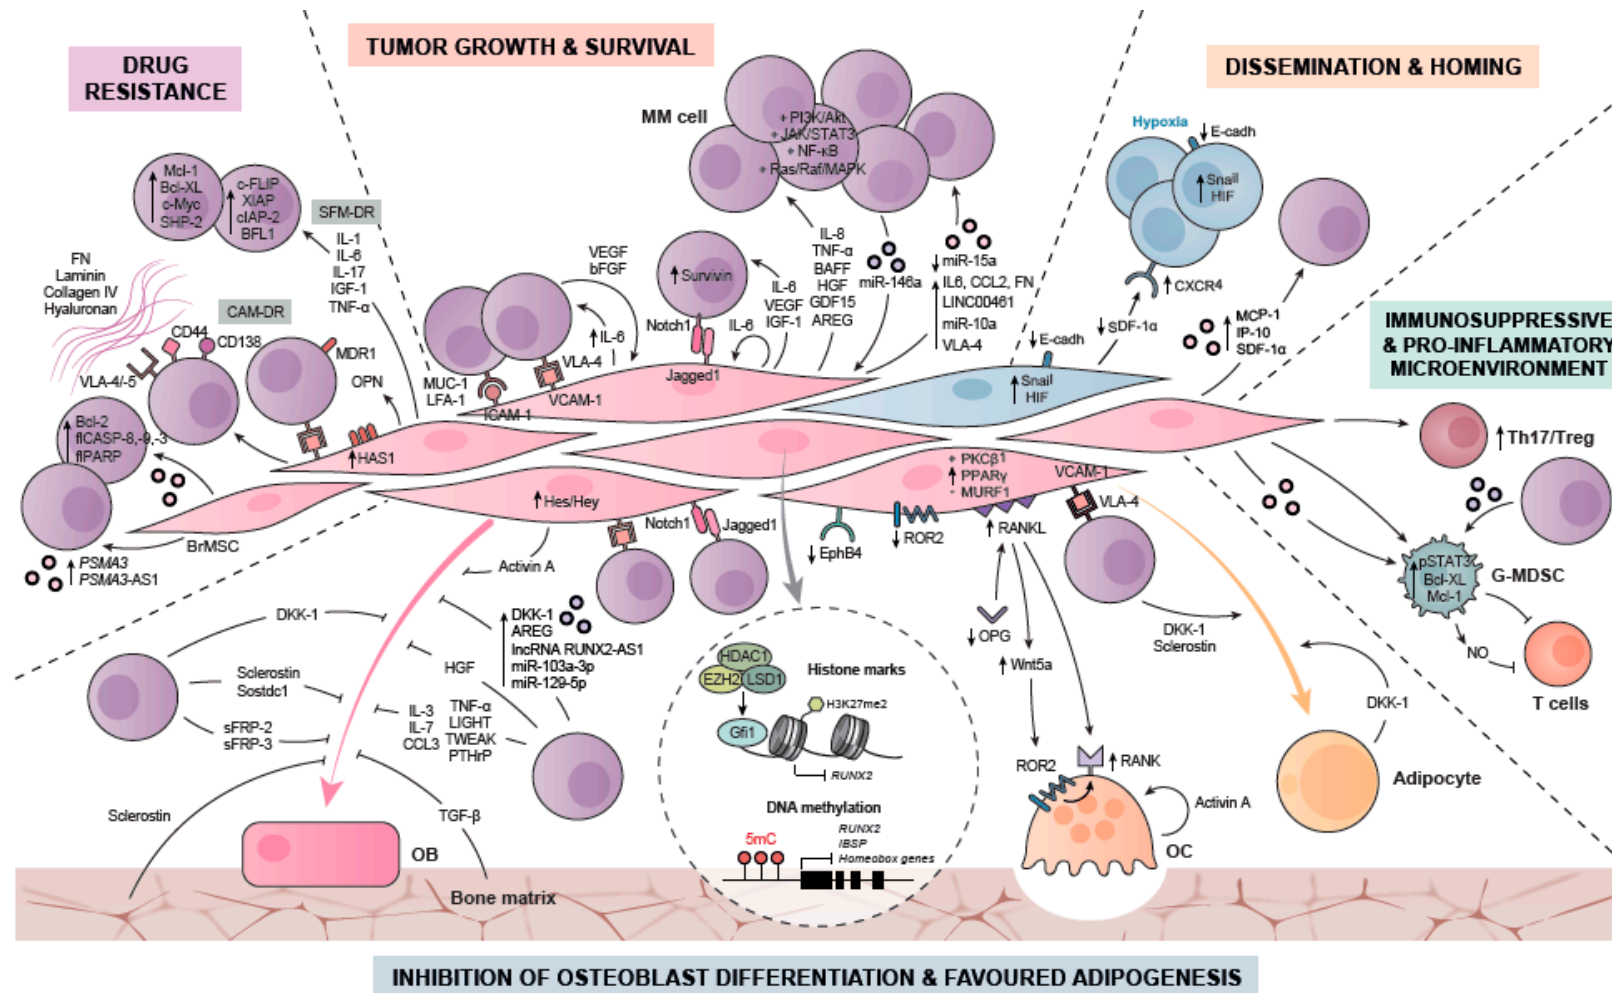 DRUG
RESISTANCE
TUMOR GROWTH & SURVIVAL
DISSEMINATION & HOMING
IMMUNOSUPPRESSIVE
& PRO-INFLAMMATORY
MICROENVIRONMENT
Mcl-1
Bcl-XL
c-Myc
SHP-2
c-FLIP
XIAP
cIAP-2
BFL1
SFM-DR
IL-1
IL-6
IL-17
IGF-1
TNF-α
FN
Laminin
Collagen IV
Hyaluronan
CAM-DR
CD44
CD138
VLA-4/-5
MDR1
OPN
Bcl-2
flCASP-8,-9,-3
flPARP
HAS1
BrMSC
PSMA3
PSMA3-AS1
MM cell
+ PI3K/Akt
+ JAK/STAT3
+ NF-κB
+ Ras/Raf/MAPK
VEGF
bFGF
Survivin
Notch1
IL-6
MUC-1
LFA-1
ICAM-1
VLA-4
VCAM-1
Jagged1
IL-6
IL-6
VEGF
IGF-1
IL-8
TNF-α
BAFF
HGF
GDF15
AREG
miR-146a
miR-15a
IL6, CCL2, FN
LINC00461
miR-10a
VLA-4
Hypoxia
E-cadh
Snail
HIF
CXCR4
SDF-1α
E-cadh
Snail
HIF
MCP-1
IP-10
SDF-1α
Th17/Treg
pSTAT3
Bcl-XL
Mcl-1
G-MDSC
NO
T cells
Hes/Hey
Notch1
Jagged1
Activin A
+ PKCβ1
PPARγ
- MURF1
VCAM-1
VLA-4
EphB4
ROR2
RANKL
OPG
Wnt5a
DKK-1
Sclerostin
DKK-1
Adipocyte
ROR2
RANK
Activin A
OC
DKK-1
Sclerostin
Sostdc1
sFRP-2
sFRP-3
Sclerostin
DKK-1
AREG
lncRNA RUNX2-AS1
miR-103a-3p
miR-129-5p
HGF
IL-3
IL-7
CCL3
TNF-α
LIGHT
TWEAK
PTHrP
TGF-β
OB
Bone matrix
HDAC1
EZH2
LSD1
Gfi1
Histone marks
H3K27me2
RUNX2
DNA methylation
5mC
RUNX2
IBSP
Homeobox genes
INHIBITION OF OSTEOBLAST DIFFERENTIATION & FAVOURED ADIPOGENESIS